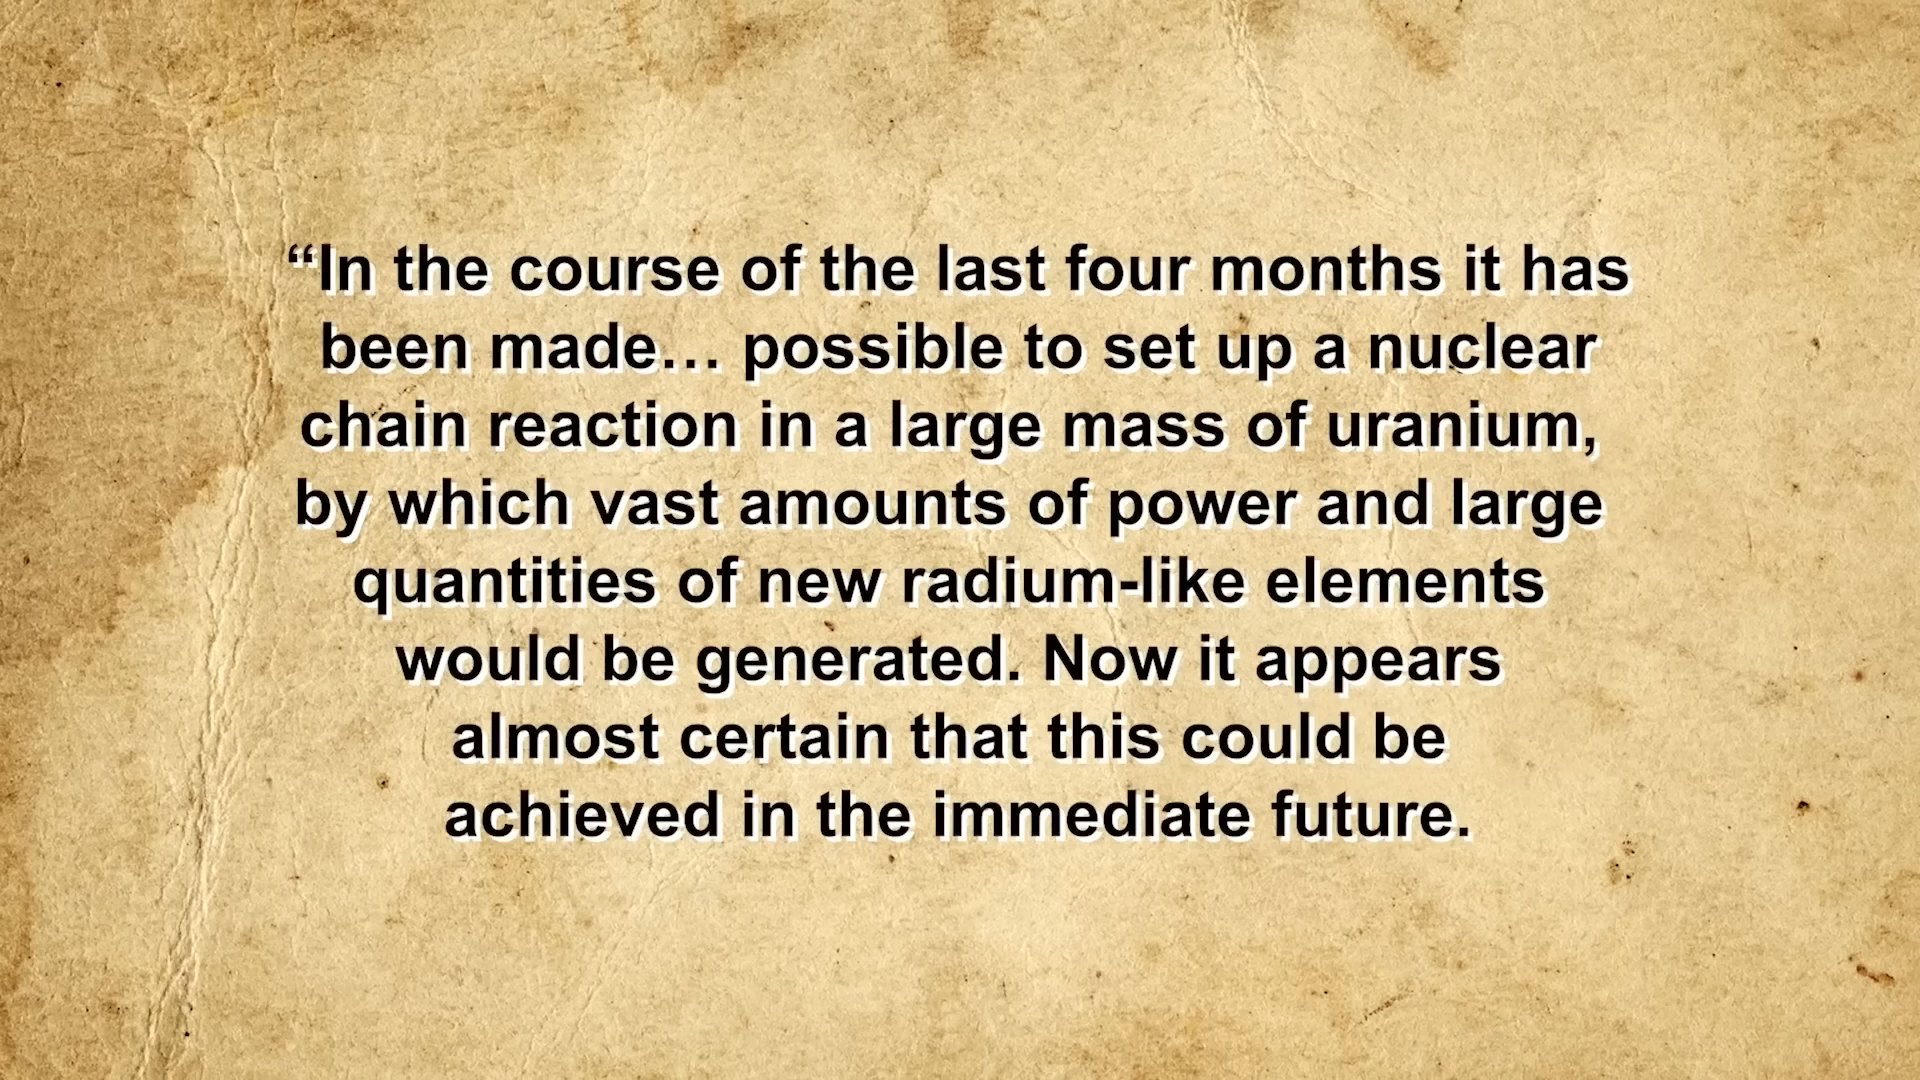 “In the course of the last four months it has
been made… possible to set up a nuclear
chain reaction in a large mass of uranium,
by which vast amounts of power and large
quantities of new radium-like elements
would be generated. Now it appears
almost certain that this could be
achieved in the immediate future.